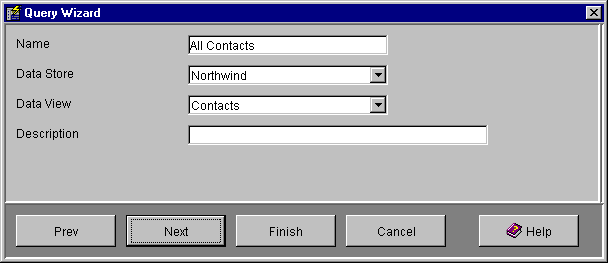 Query Wizard
Name All Contacts
Data Store Northwind
Data View Contacts
Description
Prev Next Finish Cancel Help